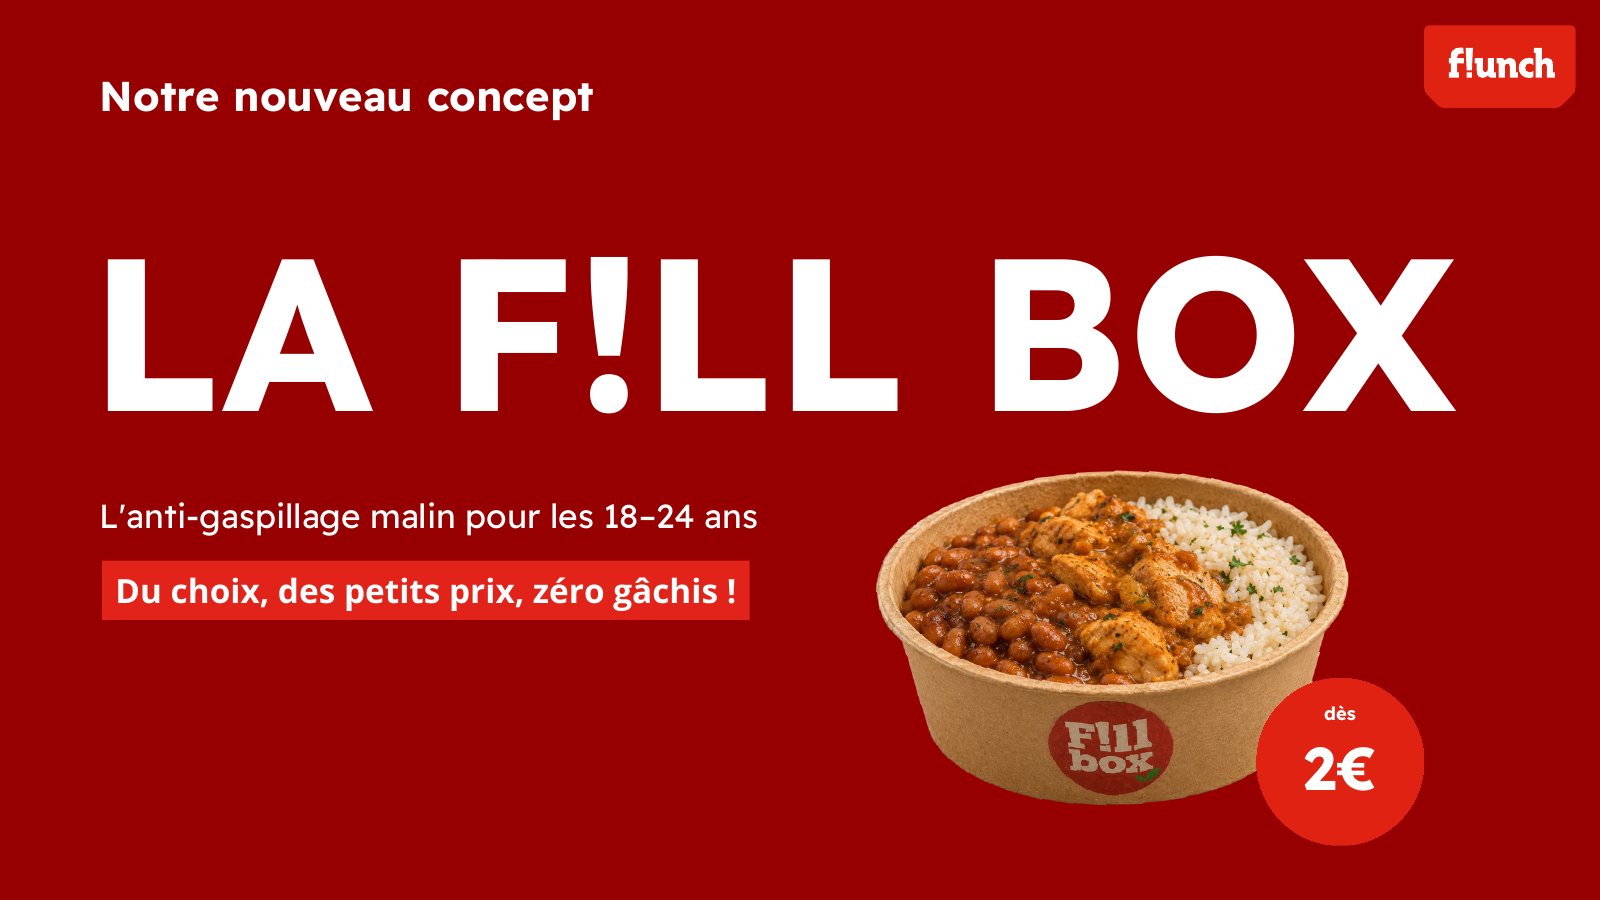 f!unch
Notre nouveau concept
LA F!LL BOX
L'anti-gaspillage malin pour les 18–24 ans
Du choix, des petits prix, zéro gâchis !
F!ll
box
dès
2€